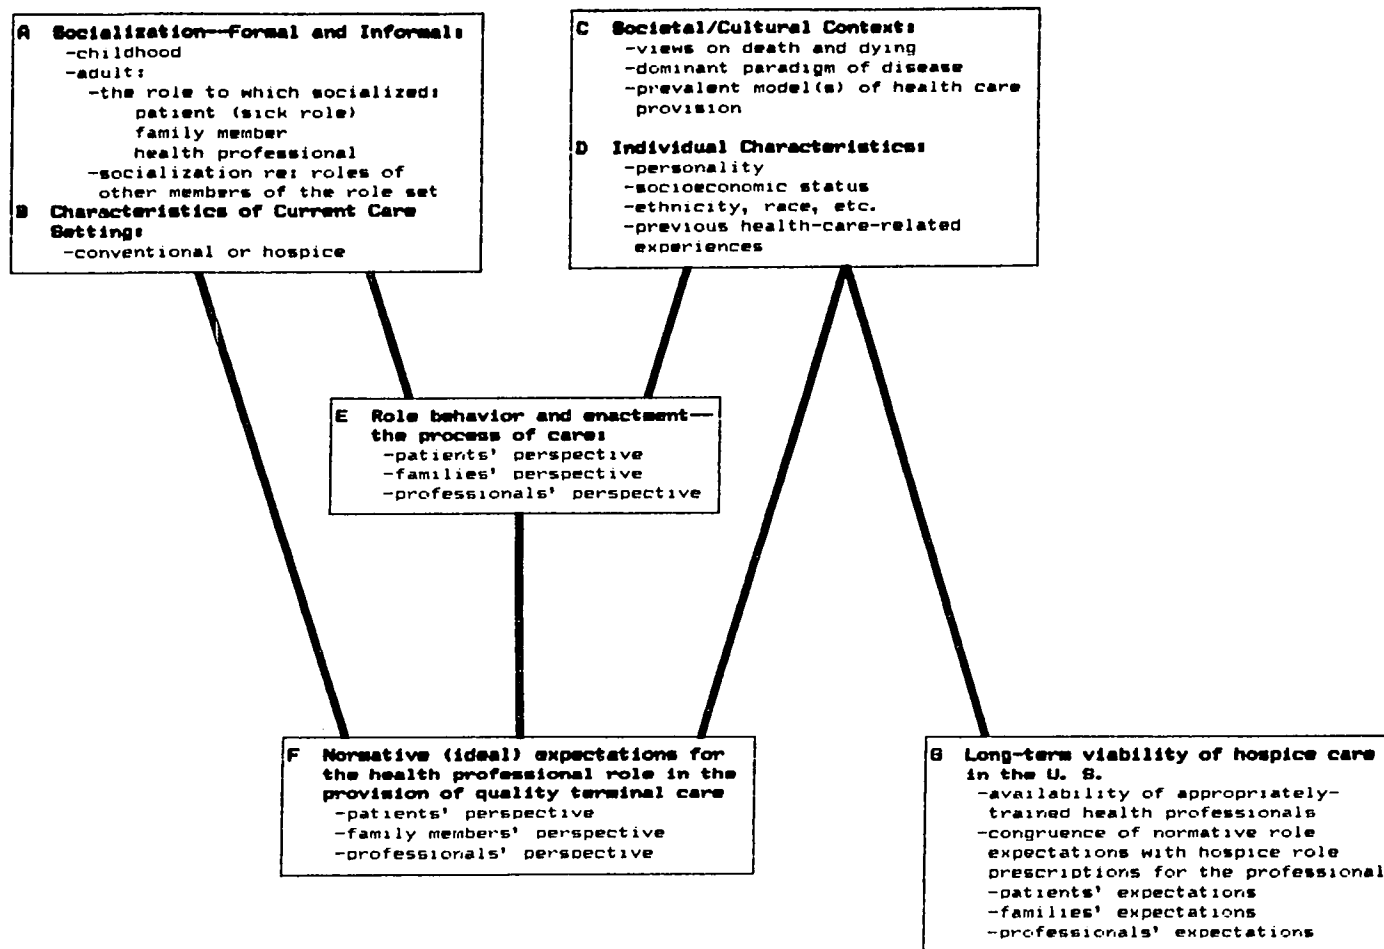 A Socialization--Formal and Informal:
-childhood
-adult:
-the role to which socialized:
patient (sick role)
family member
health professional
-socialization re: roles of
other members of the role set
B Characteristics of Current Care
Setting:
-conventional or hospice
C Societal/Cultural Context:
-views on death and dying
-dominant paradigm of disease
-prevalent model(s) of health care
provision
D Individual Characteristics:
-personality
-socioeconomic status
-ethnicity, race, etc.
-previous health-care-related
experiences
E Role behavior and enactment--
the process of care:
-patients' perspective
-families' perspective
-professionals' perspective
F Normative (ideal) expectations for
the health professional role in the
provision of quality terminal care
-patients' perspective
-family members' perspective
-professionals' perspective
G Long-term viability of hospice care
in the U. S.
-availability of appropriately-
trained health professionals
-congruence of normative role
expectations with hospice role
prescriptions for the professional
-patients' expectations
-families' expectations
-professionals' expectations